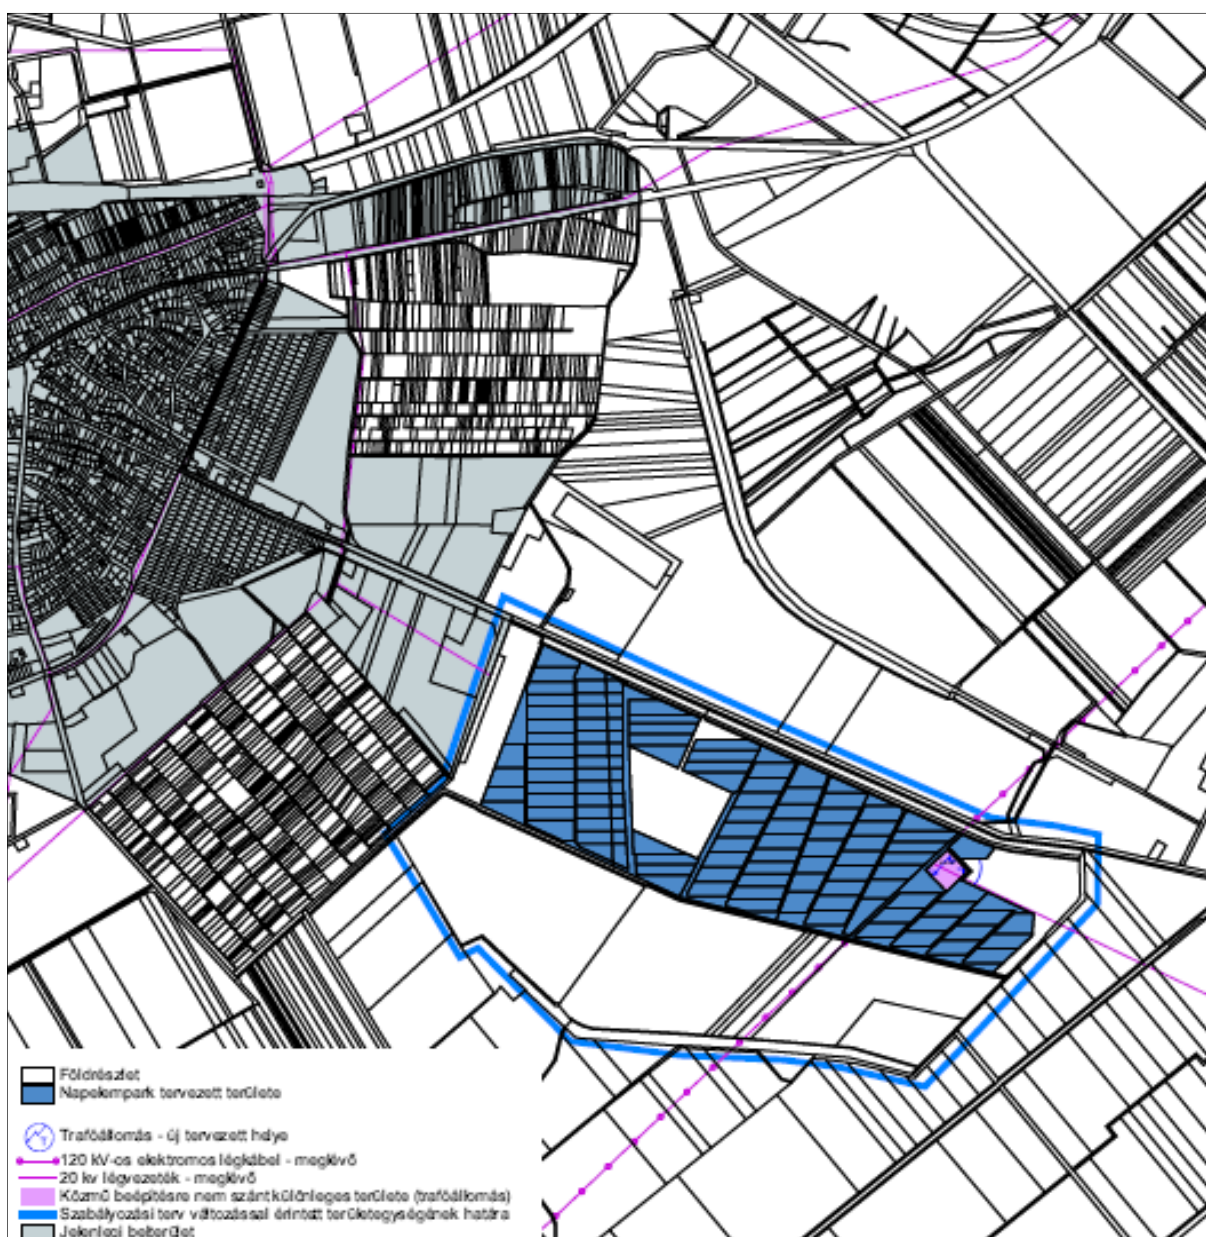 Földrészlet
Napelempark tervezett területe
Trafóállomás - új tervezett helye
120 kV-os elektromos légkábel - meglévő
20 kv légvezeték - meglévő
Közmű beépítésre nem szánt különleges területe (trafóállomás)
Szabályozási terv változással érintett területegységének határa
Jelenlegi belterület